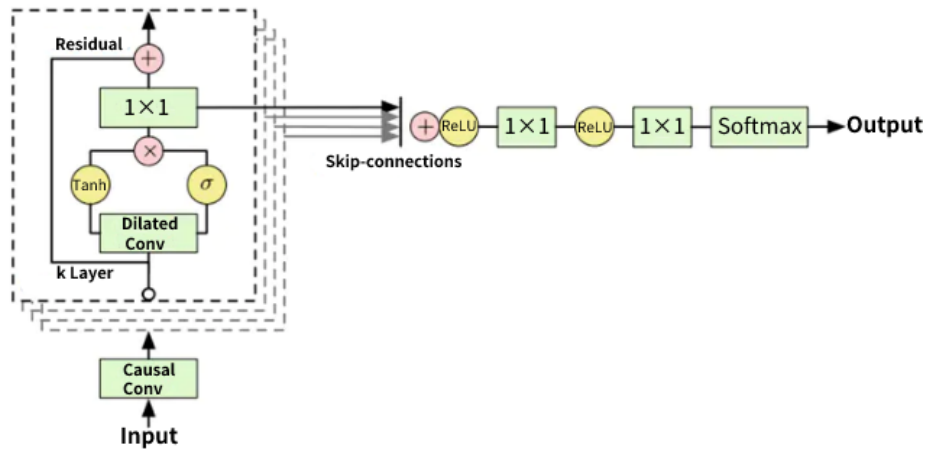 Residual
+
1×1
×
Tanh
σ
Dilated
Conv
k Layer
Causal
Conv
Input
Skip-connections
+
ReLU
1×1
ReLU
1×1
Softmax
Output